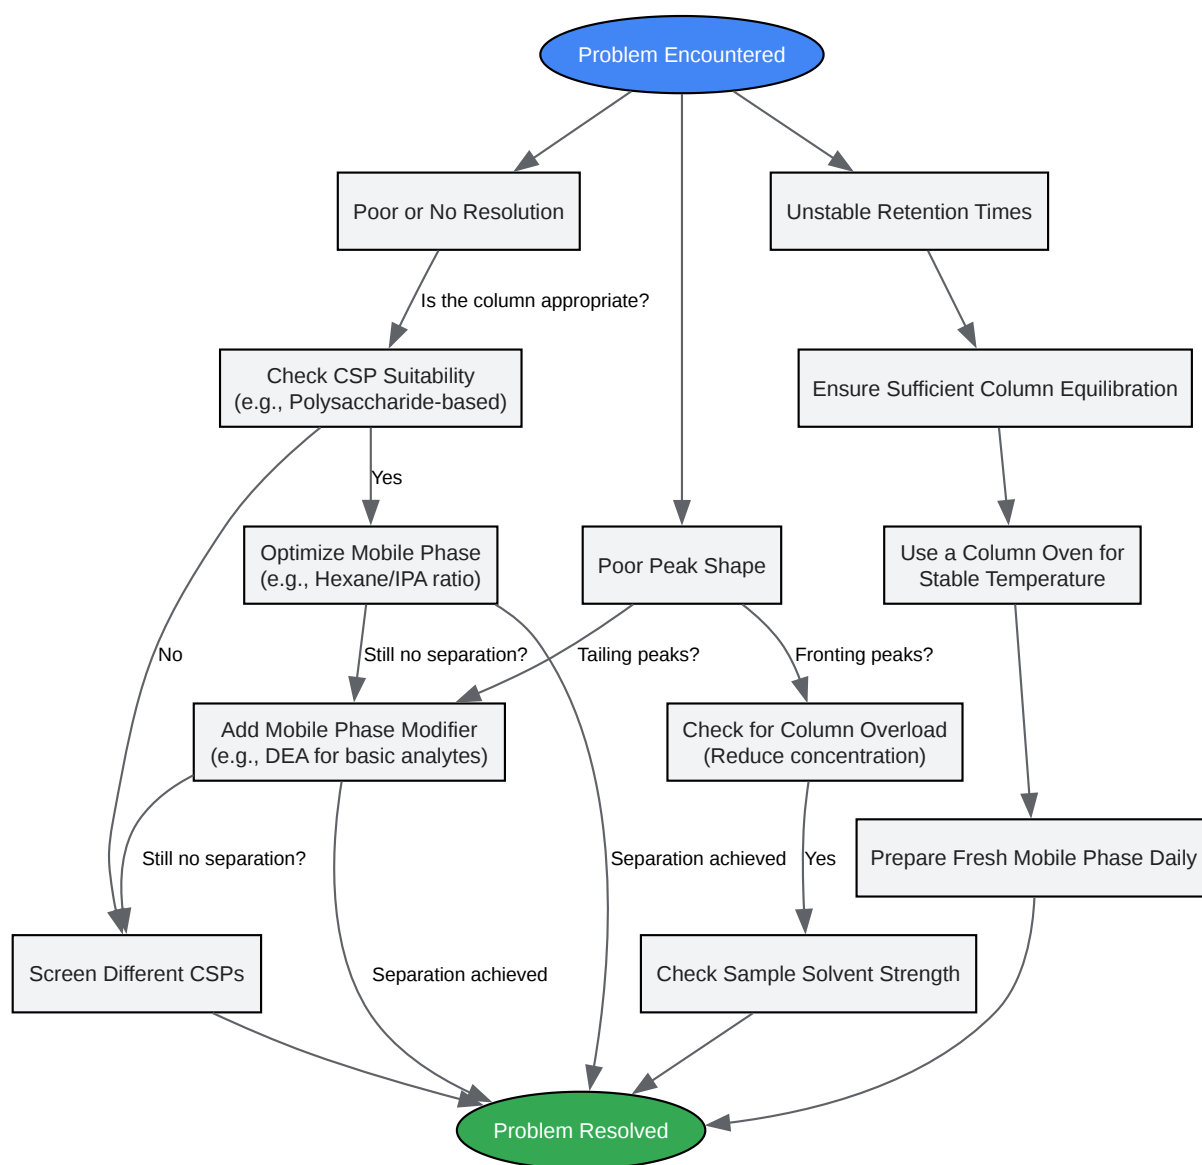 Problem Encountered
Poor or No Resolution
Unstable Retention Times
Is the column appropriate?
Check CSP Suitability
(e.g., Polysaccharide-based)
Ensure Sufficient Column Equilibration
Yes
Optimize Mobile Phase
(e.g., Hexane/IPA ratio)
Poor Peak Shape
Use a Column Oven for
Stable Temperature
No
Still no separation?
Tailing peaks?
Fronting peaks?
Add Mobile Phase Modifier
(e.g., DEA for basic analytes)
Check for Column Overload
(Reduce concentration)
Still no separation?
Separation achieved
Yes
Prepare Fresh Mobile Phase Daily
Screen Different CSPs
Separation achieved
Check Sample Solvent Strength
Problem Resolved